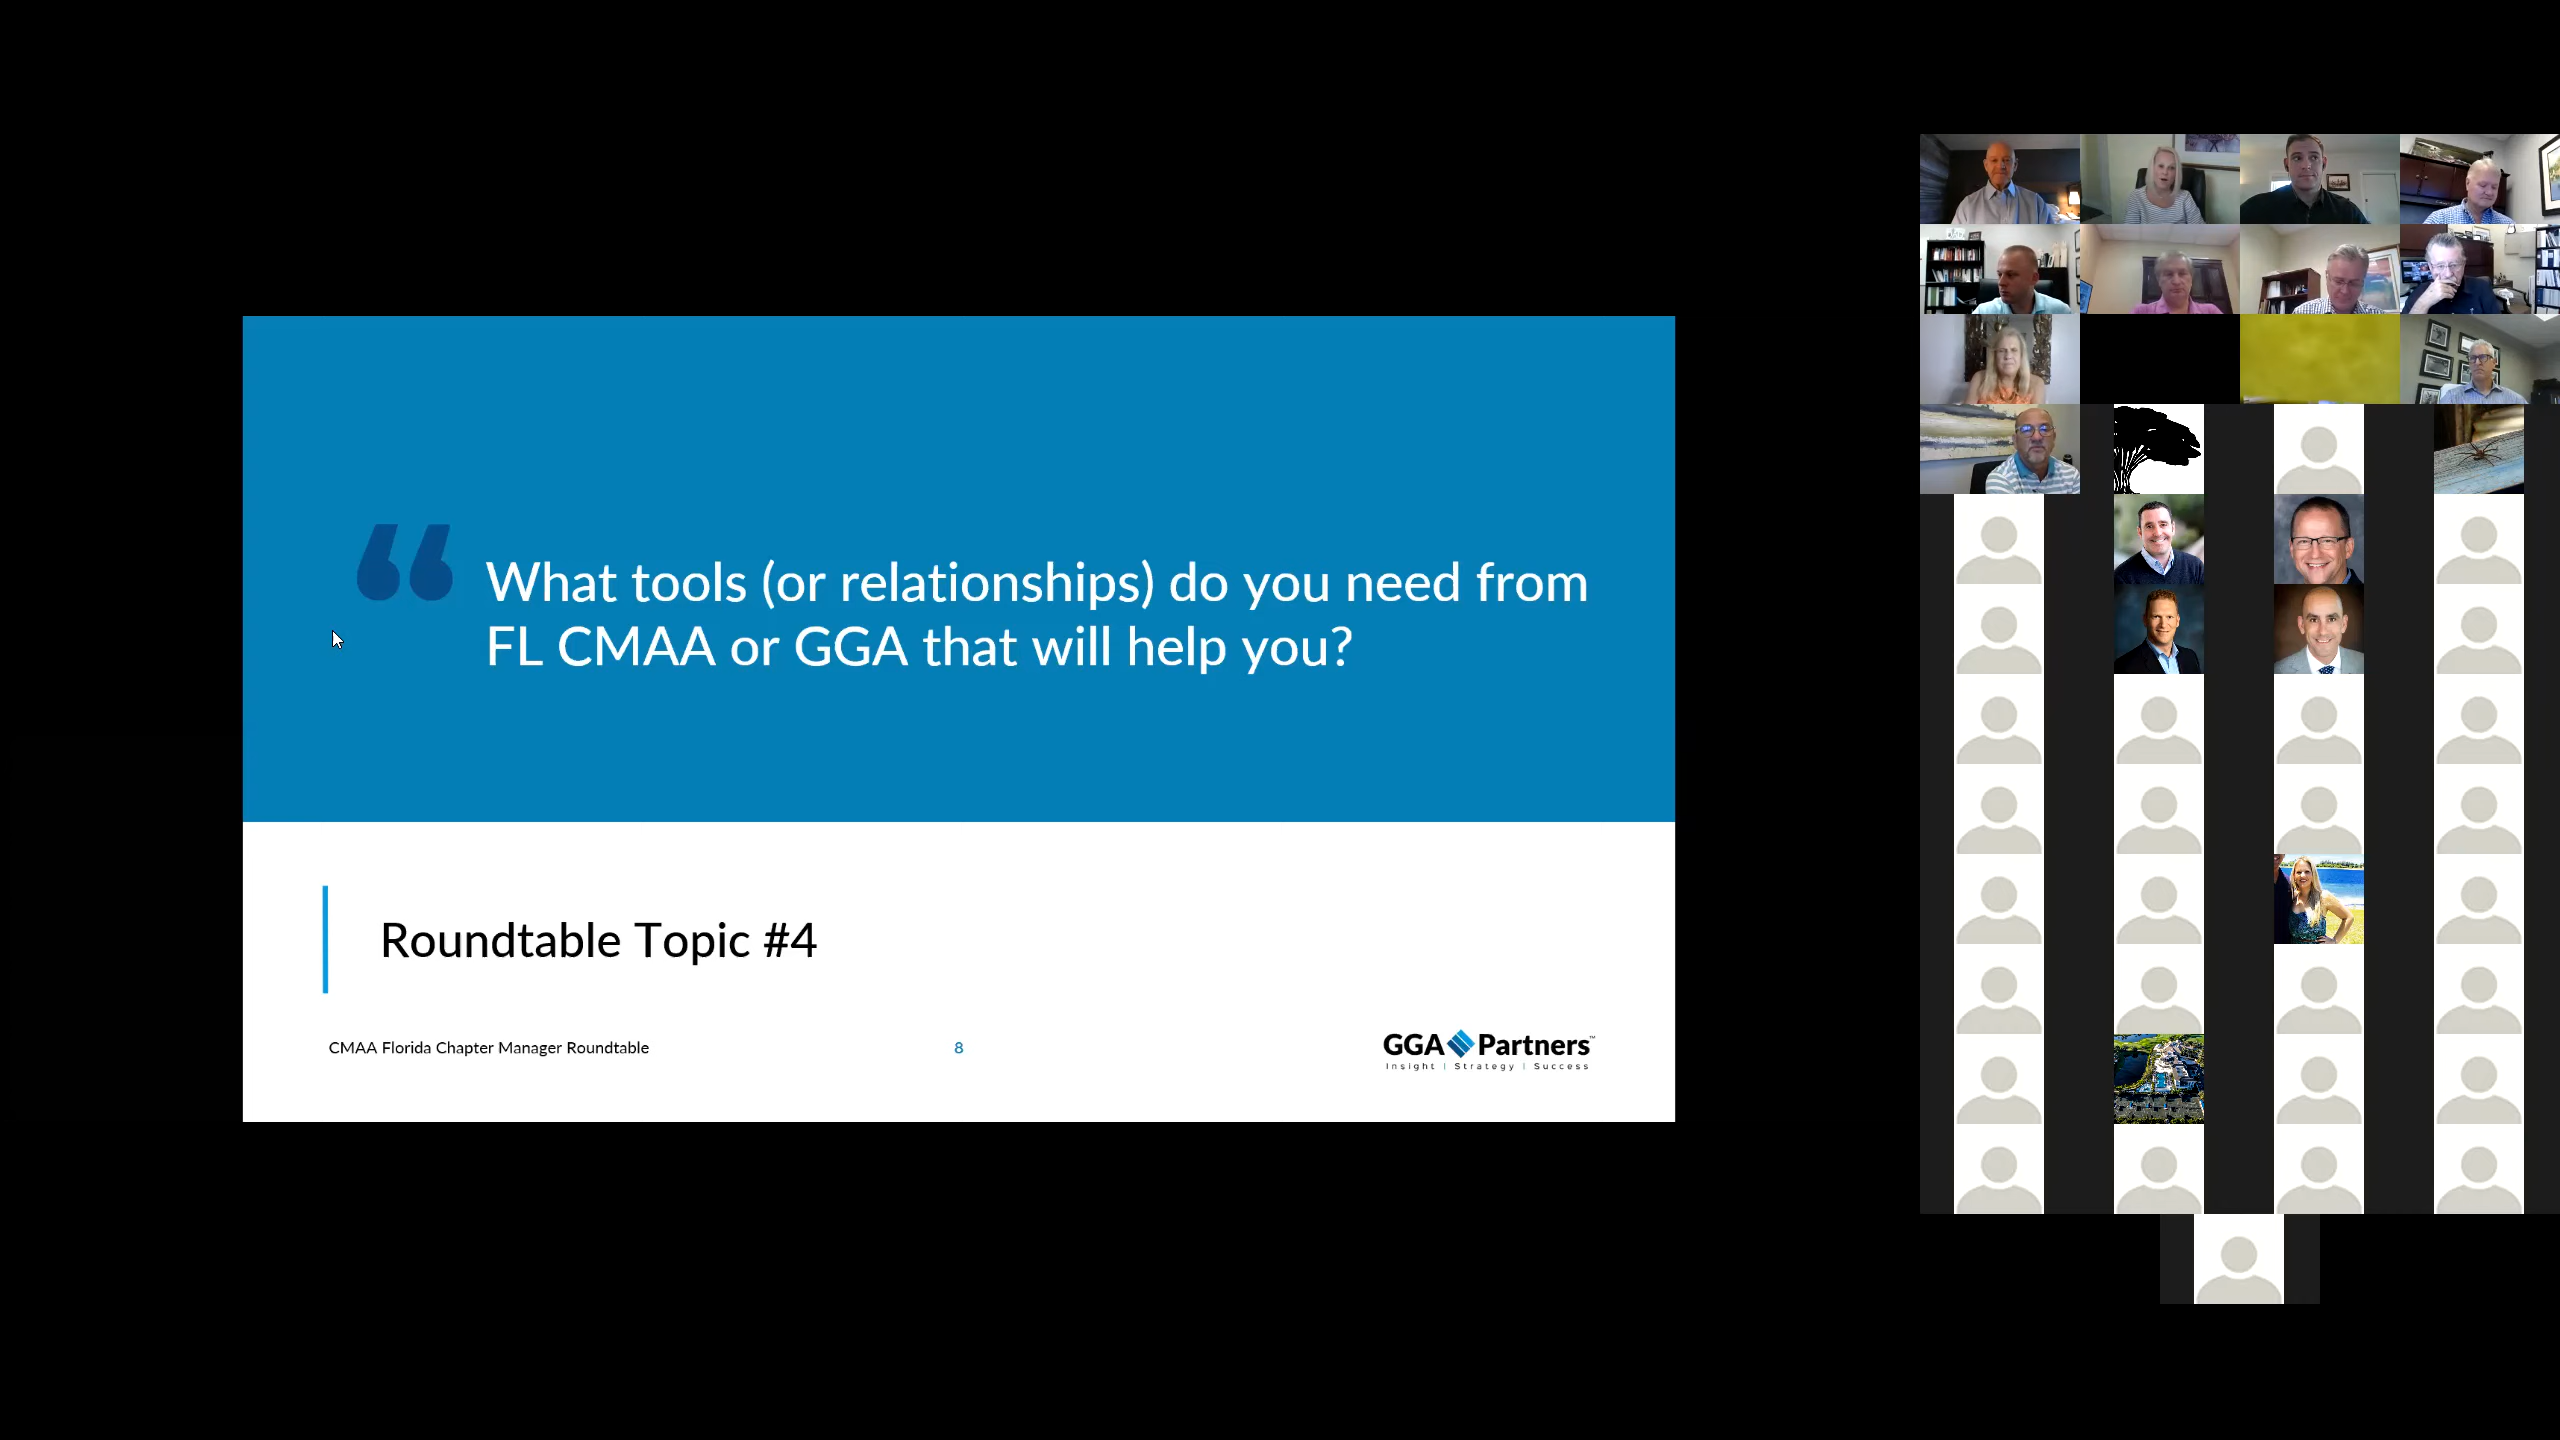 “
What tools (or relationships) do you need from
FL CMAA or GGA that will help you?
Roundtable Topic #4
CMAA Florida Chapter Manager Roundtable
8
GGA Partners™
Insight | Strategy | Success